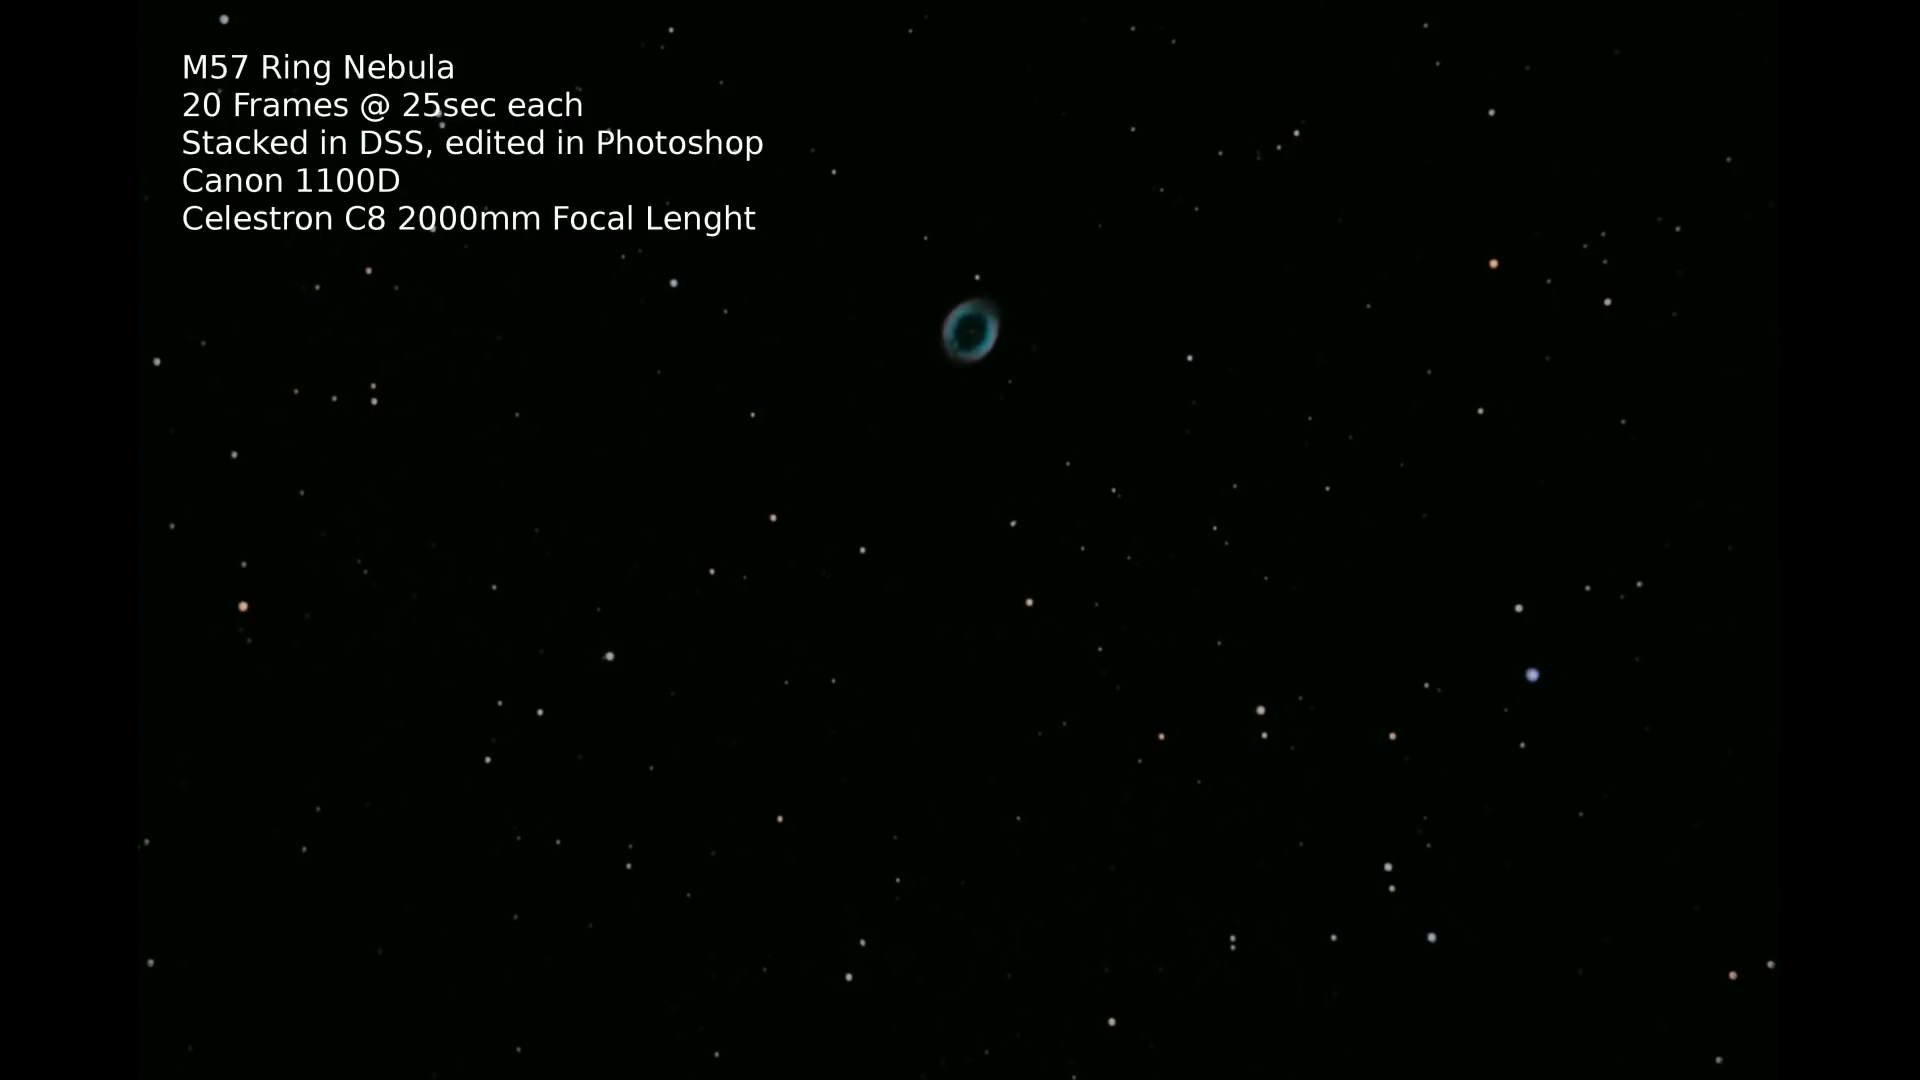 M57 Ring Nebula
20 Frames @ 25sec each
Stacked in DSS, edited in Photoshop
Canon 1100D
Celestron C8 2000mm Focal Lenght